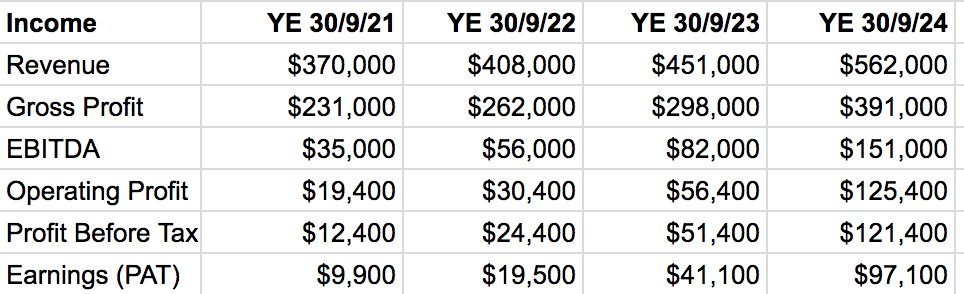 Income YE 30/9/21 YE 30/9/22 YE 30/9/23 YE 30/9/24
Revenue $370,000 $408,000 $451,000 $562,000
Gross Profit $231,000 $262,000 $298,000 $391,000
EBITDA $35,000 $56,000 $82,000 $151,000
Operating Profit $19,400 $30,400 $56,400 $125,400
Profit Before Tax $12,400 $24,400 $51,400 $121,400
Earnings (PAT) $9,900 $19,500 $41,100 $97,100